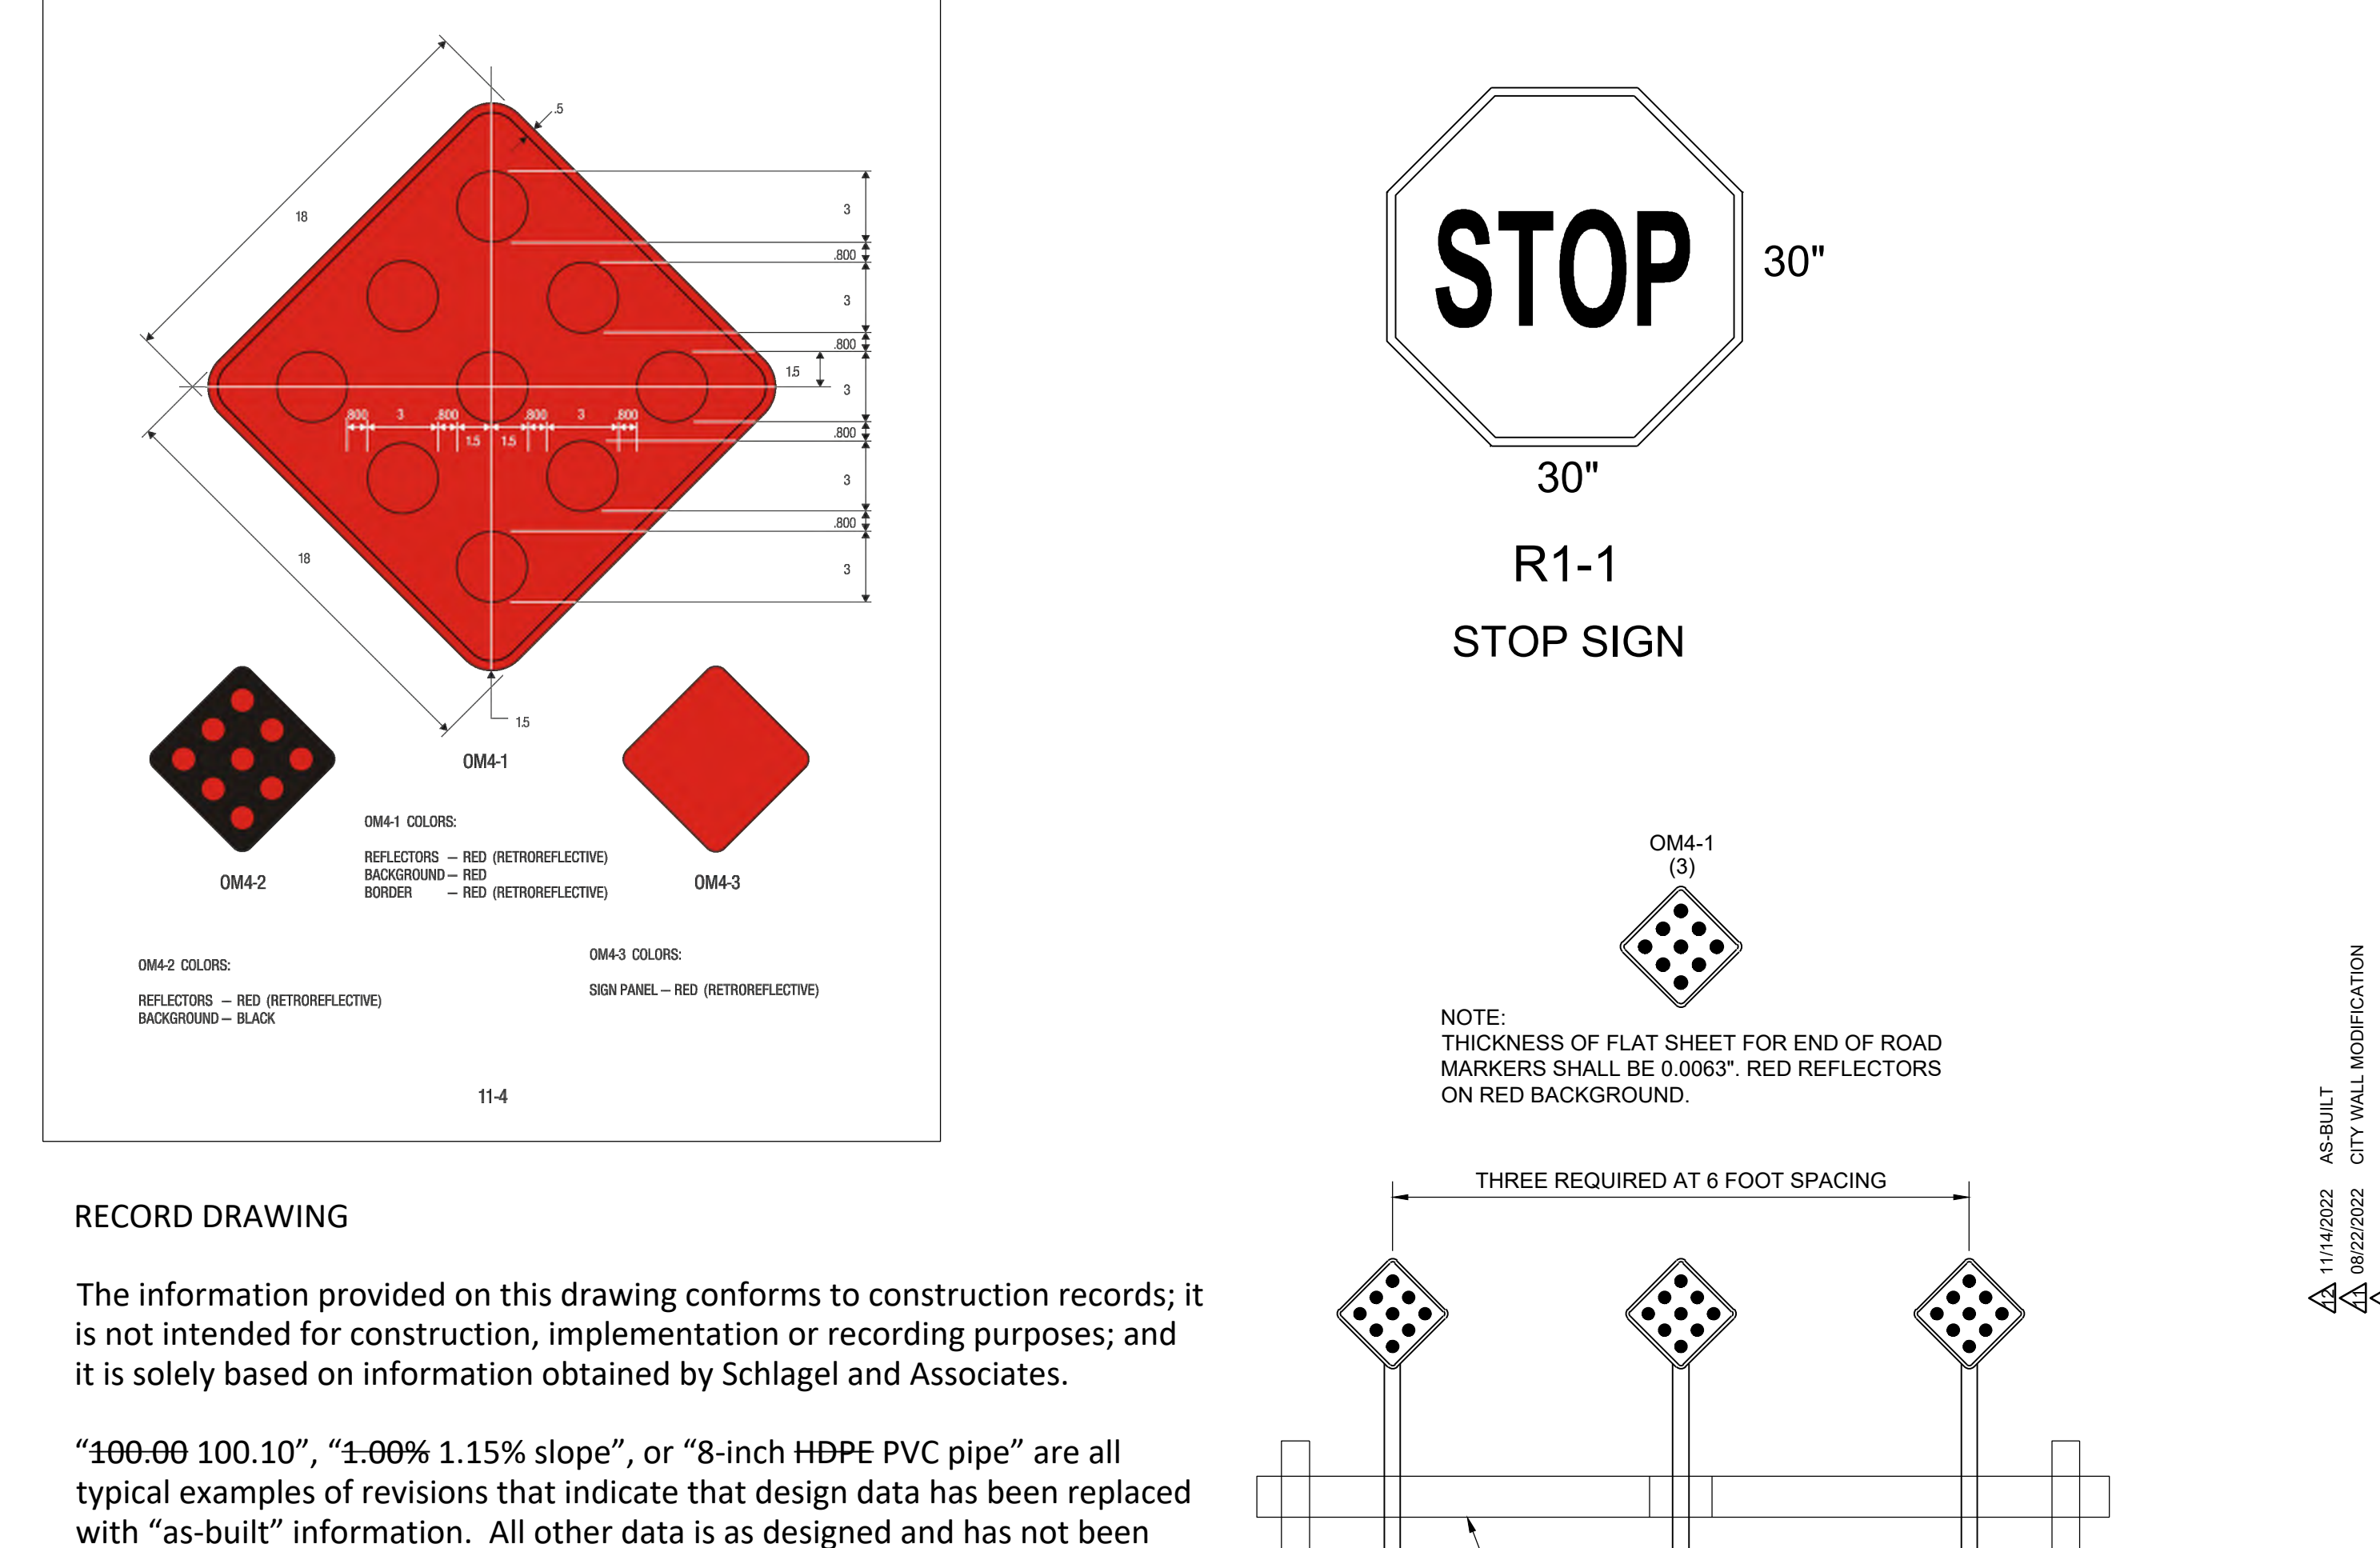 .5
18
3
.800
3
.800
1.5
3
.800
3
.800
3
.800 3 .800 .800 3 .800
1.5 1.5
18
1.5
OM4-1
OM4-2
OM4-3
OM4-1 COLORS:
REFLECTORS – RED (RETROREFLECTIVE)
BACKGROUND – RED
BORDER – RED (RETROREFLECTIVE)
OM4-2 COLORS:
REFLECTORS – RED (RETROREFLECTIVE)
BACKGROUND – BLACK
OM4-3 COLORS:
SIGN PANEL – RED (RETROREFLECTIVE)
11-4
RECORD DRAWING
The information provided on this drawing conforms to construction records; it
is not intended for construction, implementation or recording purposes; and
it is solely based on information obtained by Schlagel and Associates.
“100.00 100.10”, “1.00% 1.15% slope”, or “8-inch HDPE PVC pipe” are all
typical examples of revisions that indicate that design data has been replaced
with “as-built” information. All other data is as designed and has not been
STOP
30"
30"
R1-1
STOP SIGN
OM4-1
(3)
NOTE:
THICKNESS OF FLAT SHEET FOR END OF ROAD
MARKERS SHALL BE 0.0063". RED REFLECTORS
ON RED BACKGROUND.
THREE REQUIRED AT 6 FOOT SPACING
12 11/14/2022 AS-BUILT
11 08/22/2022 CITY WALL MODIFICATION